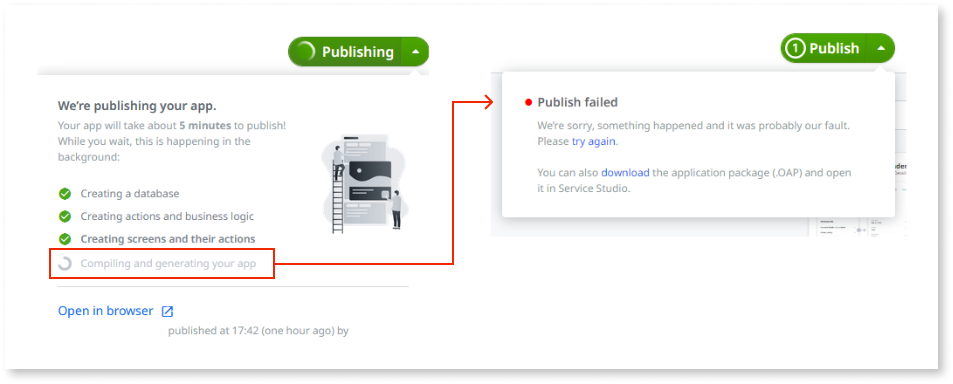 Publishing
We're publishing your app.
Your app will take about 5 minutes to publish!
While you wait, this is happening in the
background:
Creating a database
Creating actions and business logic
Creating screens and their actions
Compiling and generating your app
Open in browser
published at 17:42 (one hour ago) by
1 Publish
Publish failed
We're sorry, something happened and it was probably our fault.
Please try again.
You can also download the application package (.OAP) and open
it in Service Studio.